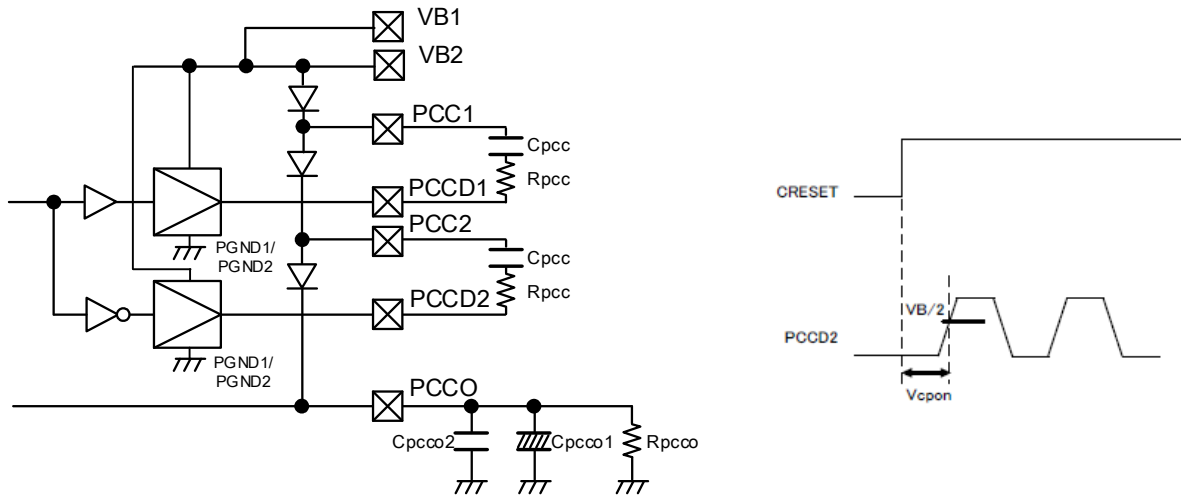 VB1
VB2
PCC1
Cpcc
Rpcc
PCCD1
PGND1/
PGND2
PCC2
Cpcc
Rpcc
PCCD2
PGND1/
PGND2
PCCO
Cpcco2
Cpcco1
Rpcco
CRESET
VB/2
PCCD2
Vcpon